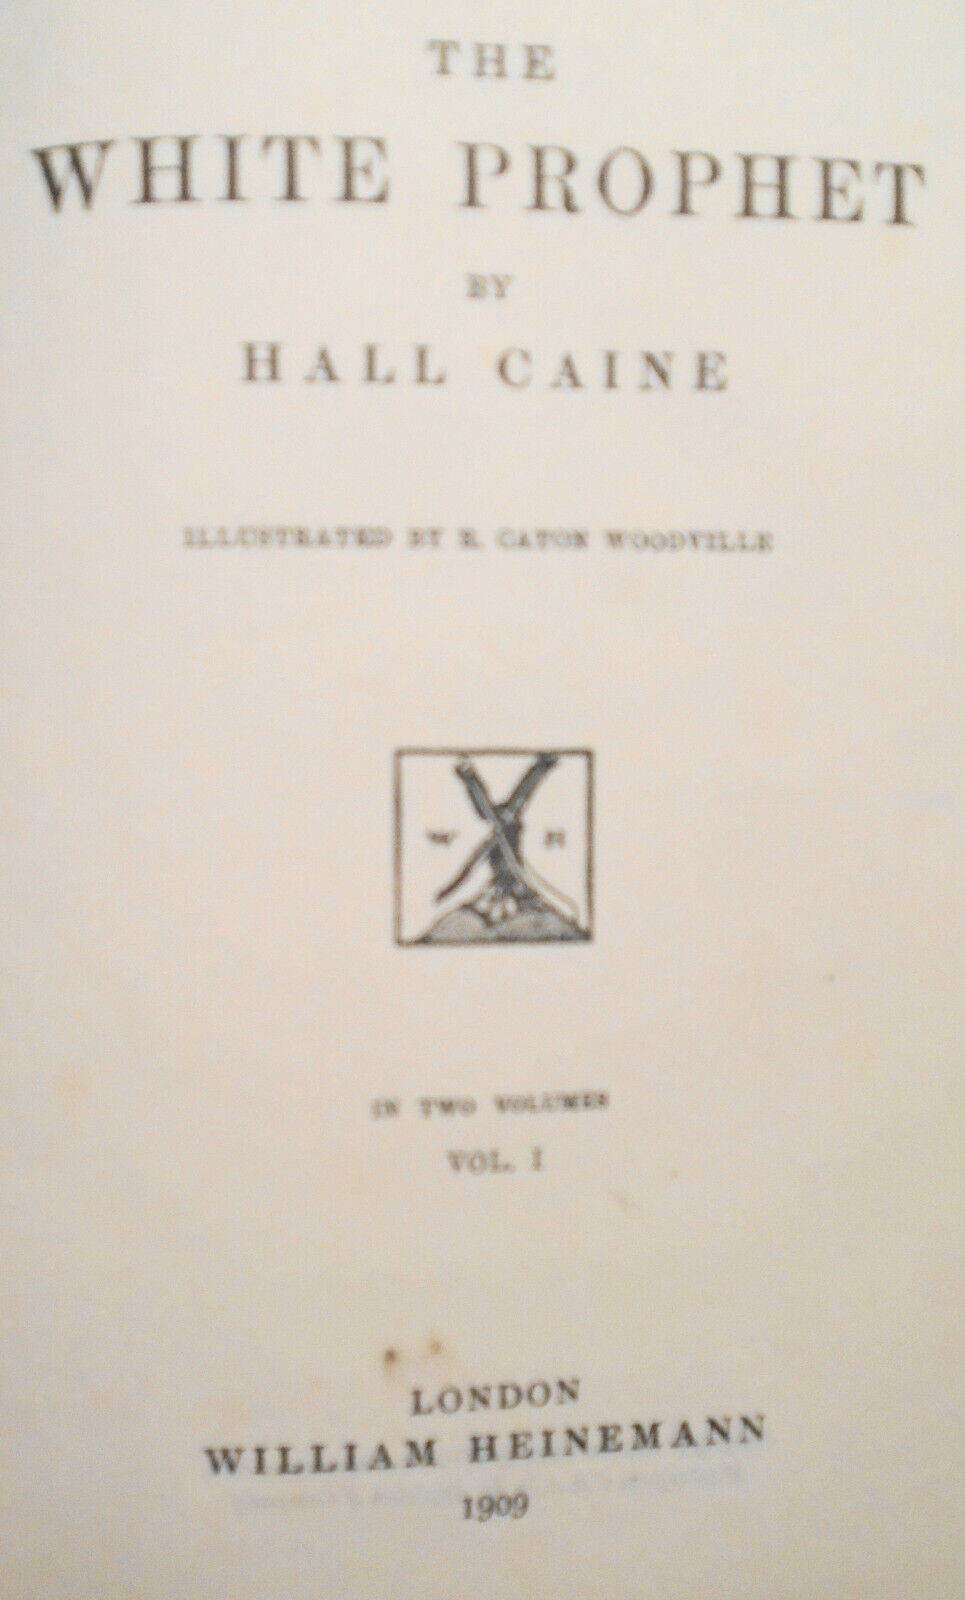 THE
WHITE PROPHET
BY
HALL CAINE
ILLUSTRATED BY R. CATON WOODVILLE
W H
IN TWO VOLUMES
VOL. I
LONDON
WILLIAM HEINEMANN
1909